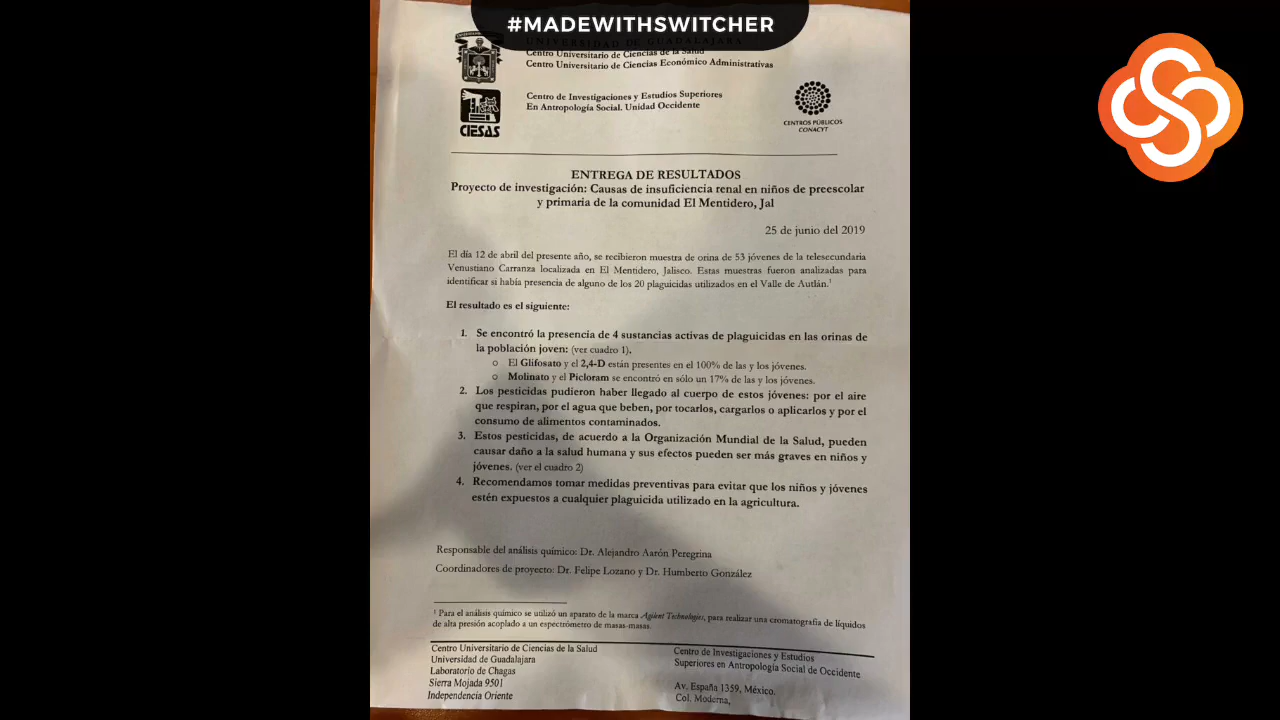 #MADEWITHSWITCHER
UNIVERSIDAD DE GUADALAJARA
Centro Universitario de Ciencias de la Salud
Centro Universitario de Ciencias Económico Administrativas
CIESAS
Centro de Investigaciones y Estudios Superiores
En Antropología Social. Unidad Occidente
CENTROS PÚBLICOS
CONACYT
ENTREGA DE RESULTADOS
Proyecto de investigación: Causas de insuficiencia renal en niños de preescolar
y primaria de la comunidad El Mentidero, Jal
25 de junio del 2019
El día 12 de abril del presente año, se recibieron muestra de orina de 53 jóvenes de la telesecundaria
Venustiano Carranza localizada en El Mentidero, Jalisco. Estas muestras fueron analizadas para
identificar si había presencia de alguno de los 20 plaguicidas utilizados en el Valle de Autlán.¹
El resultado es el siguiente:
1. Se encontró la presencia de 4 sustancias activas de plaguicidas en las orinas de
la población joven: (ver cuadro 1).
○ El Glifosato y el 2,4-D están presentes en el 100% de las y los jóvenes.
○ Molinato y el Picloram se encontró en sólo un 17% de las y los jóvenes.
2. Los pesticidas pudieron haber llegado al cuerpo de estos jóvenes: por el aire
que respiran, por el agua que beben, por tocarlos, cargarlos o aplicarlos y por el
consumo de alimentos contaminados.
3. Estos pesticidas, de acuerdo a la Organización Mundial de la Salud, pueden
causar daño a la salud humana y sus efectos pueden ser más graves en niños y
jóvenes. (ver el cuadro 2)
4. Recomendamos tomar medidas preventivas para evitar que los niños y jóvenes
estén expuestos a cualquier plaguicida utilizado en la agricultura.
Responsable del análisis químico: Dr. Alejandro Aarón Peregrina
Coordinadores de proyecto: Dr. Felipe Lozano y Dr. Humberto González
¹ Para el análisis químico se utilizó un aparato de la marca Agilent Technologies, para realizar una cromatografía de líquidos
de alta presión acoplado a un espectrómetro de masas-masas.
Centro Universitario de Ciencias de la Salud
Universidad de Guadalajara
Laboratorio de Chagas
Sierra Mojada 9501
Independencia Oriente
Centro de Investigaciones y Estudios
Superiores en Antropología Social de Occidente
Av. España 1359, México.
Col. Moderna,